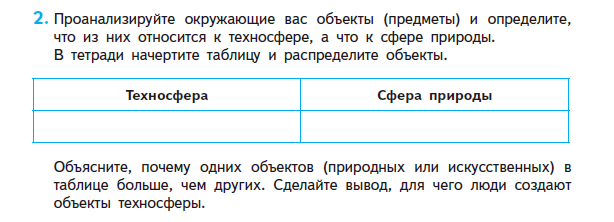 2. Проанализируйте окружающие вас объекты (предметы) и определите,
что из них относится к техносфере, а что к сфере природы.
В тетради начертите таблицу и распределите объекты.
Техносфера Сфера природы
Объясните, почему одних объектов (природных или искусственных) в
таблице больше, чем других. Сделайте вывод, для чего люди создают
объекты техносферы.